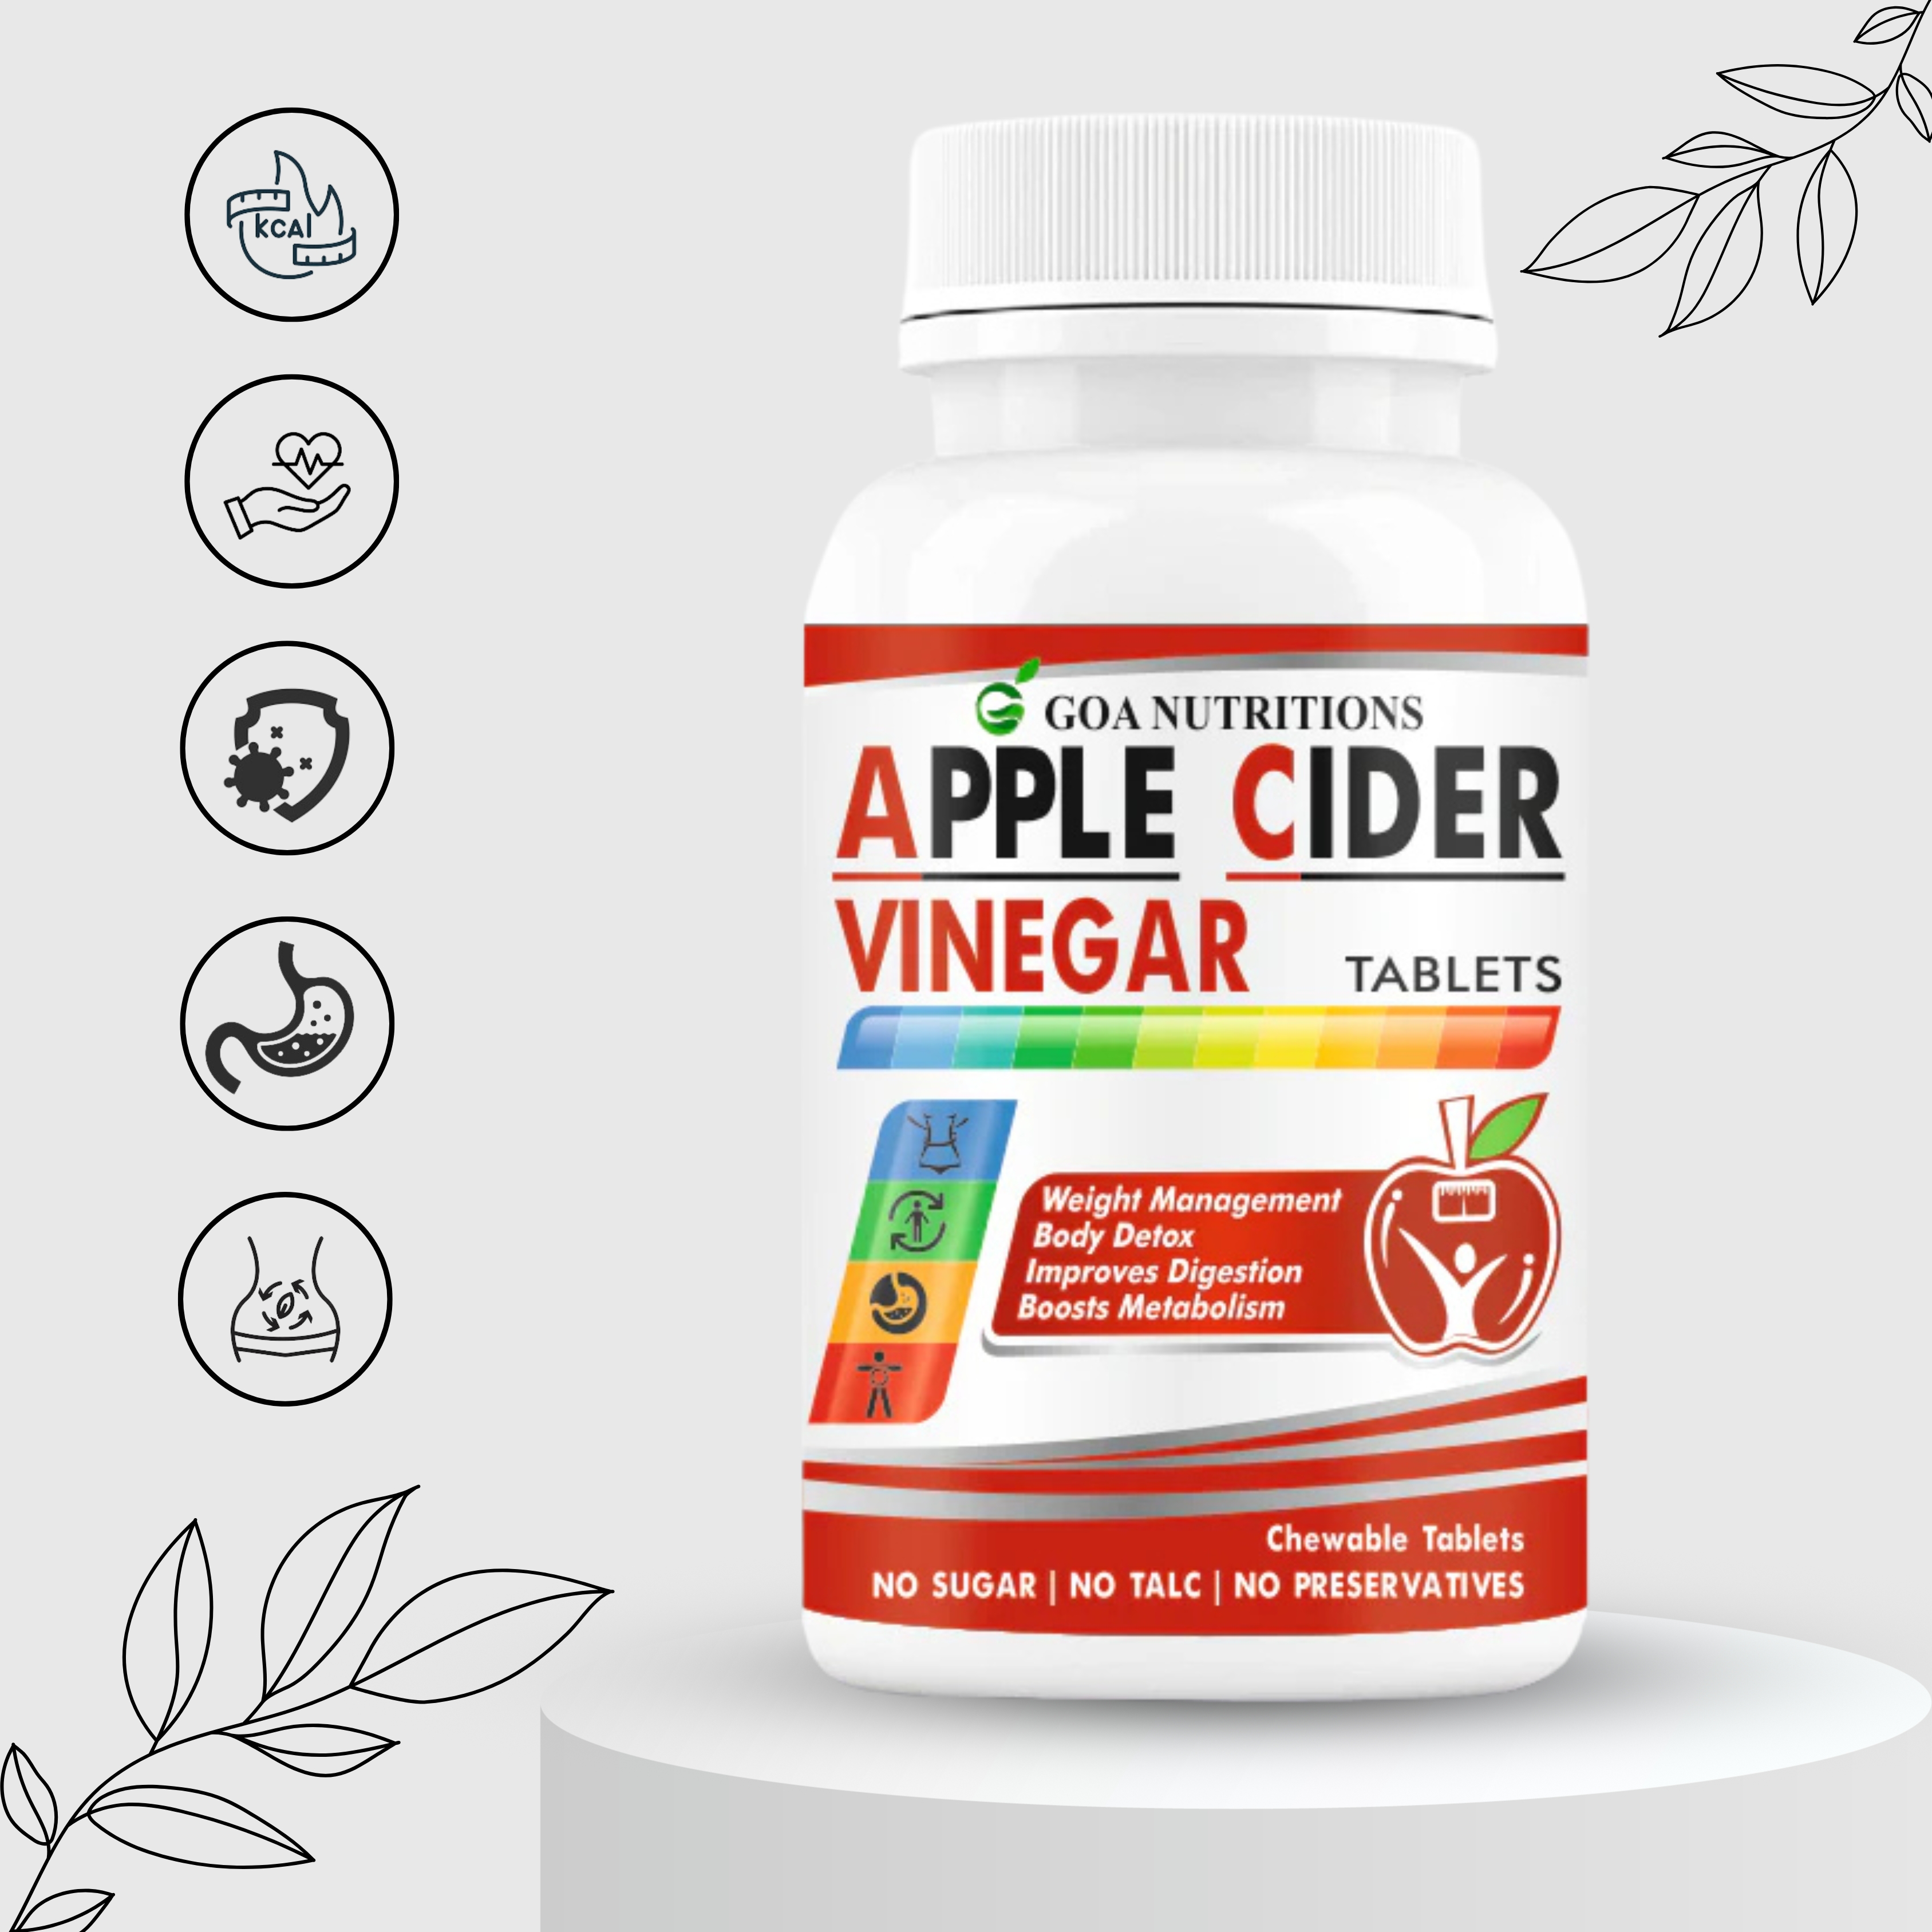 kCAl
GOA NUTRITIONS
APPLE CIDER
VINEGAR TABLETS
Weight Management
Body Detox
Improves Digestion
Boosts Metabolism
Chewable Tablets
NO SUGAR | NO TALC | NO PRESERVATIVES